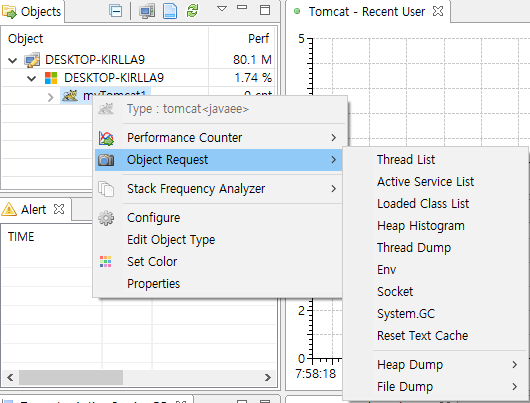 Objects
Object Perf
DESKTOP-KIRLLA9 80.1 M
DESKTOP-KIRLLA9 1.74 %
myTomcat1 0 cnt
Type : tomcat<javaee>
Performance Counter
Object Request
Stack Frequency Analyzer
Configure
Edit Object Type
Set Color
Properties
Alert
TIME
Tomcat - Recent User
5
2
0
7:58:18
Thread List
Active Service List
Loaded Class List
Heap Histogram
Thread Dump
Env
Socket
System.GC
Reset Text Cache
Heap Dump
File Dump